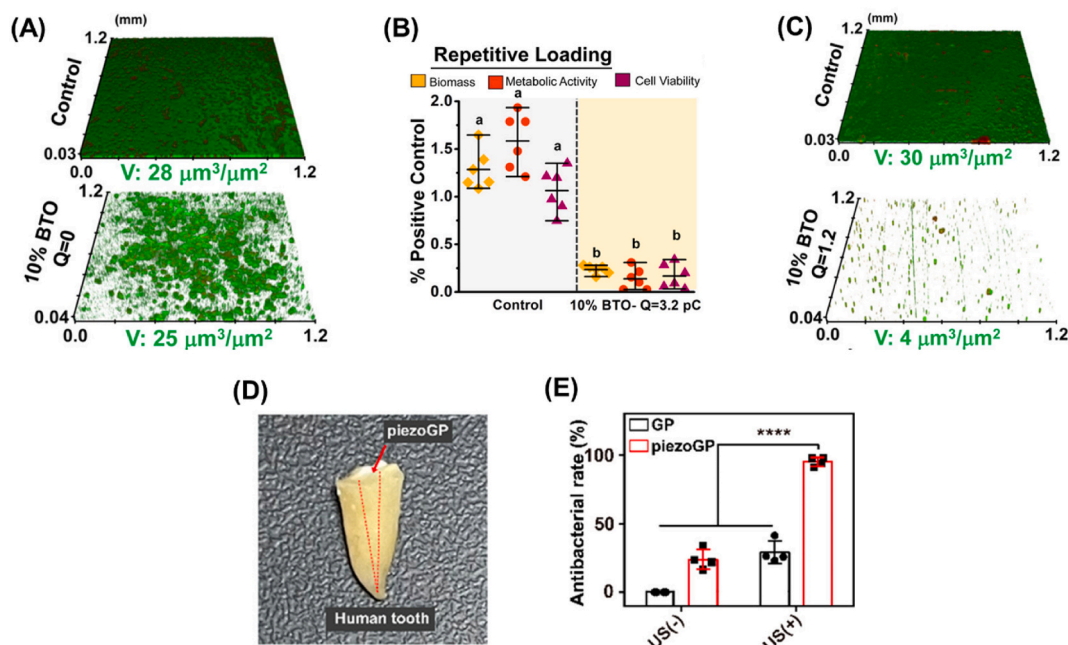 (A)
(mm)
1.2
Control
0.03
0.0
1.2
V: 28 μm³/μm²
1.2
10% BTO
Q=0
0.04
0.0
1.2
V: 25 μm³/μm²
(B)
Repetitive Loading
Biomass
Metabolic Activity
Cell Viability
% Positive Control
2.0
1.5
1.0
0.5
0.0
a
a
a
b
b
b
Control
10% BTO- Q=3.2 pC
(C)
(mm)
1.2
Control
0.03
0.0
1.2
V: 30 μm³/μm²
1.2
10% BTO
Q=1.2
0.04
0.0
1.2
V: 4 μm³/μm²
(D)
piezoGP
Human tooth
(E)
GP
piezoGP
****
Antibacterial rate (%)
100
50
0
US(-)
US(+)